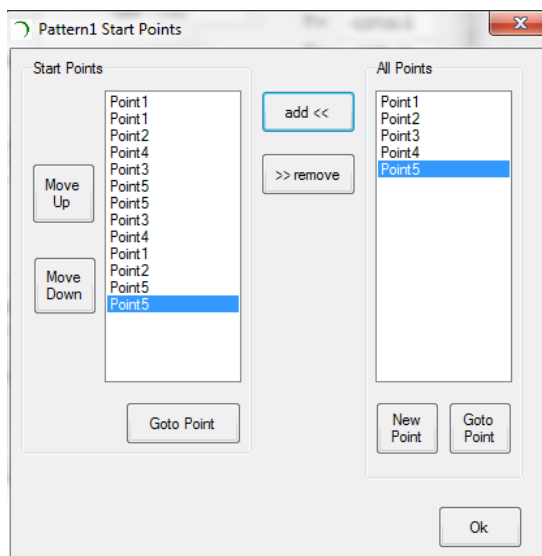 Pattern1 Start Points
Start Points
Point1
Point1
Point2
Point4
Point3
Point5
Point5
Point3
Point4
Point1
Point2
Point5
Move
Up
Move
Down
Goto Point
add <<
>> remove
All Points
Point1
Point2
Point3
Point4
Point5
New
Point
Goto
Point
Ok